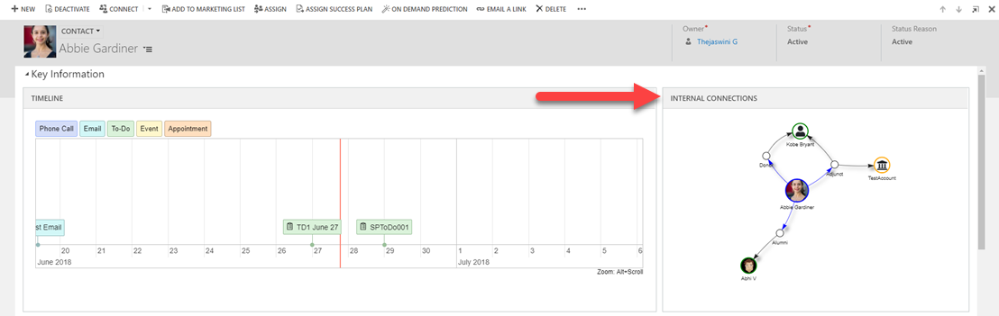 NEW DEACTIVATE CONNECT ADD TO MARKETING LIST ASSIGN ASSIGN SUCCESS PLAN ON DEMAND PREDICTION EMAIL A LINK DELETE ...
CONTACT
Abbie Gardiner
Owner* Status* Status Reason
Thejaswini G Active Active
Key Information
TIMELINE
Phone Call Email To-Do Event Appointment
st Email TD1 June 27 SPToDo001
20 21 22 23 24 25 26 27 28 29 30 1 2 3 4 5 6
June 2018 July 2018
Zoom: Alt+Scroll
INTERNAL CONNECTIONS
Kobe Bryant
Donor Adjunct TestAccount
Abbie Gardiner
Alumni
Abhi V